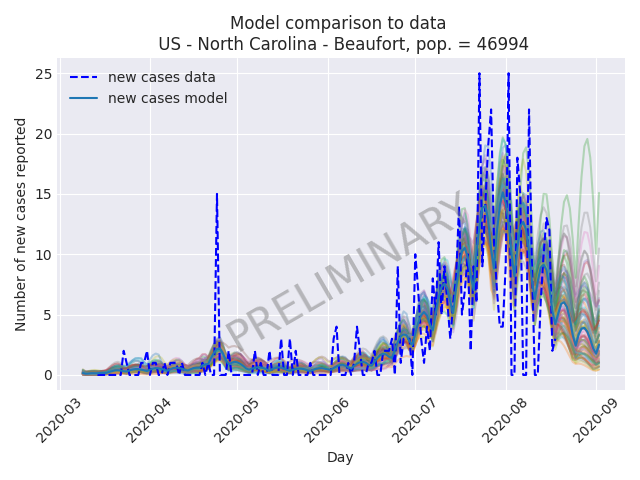 Model comparison to data
US - North Carolina - Beaufort, pop. = 46994
new cases data
new cases model
PRELIMINARY
Number of new cases reported
25
20
15
10
5
0
2020-03
2020-04
2020-05
2020-06
2020-07
2020-08
2020-09
Day